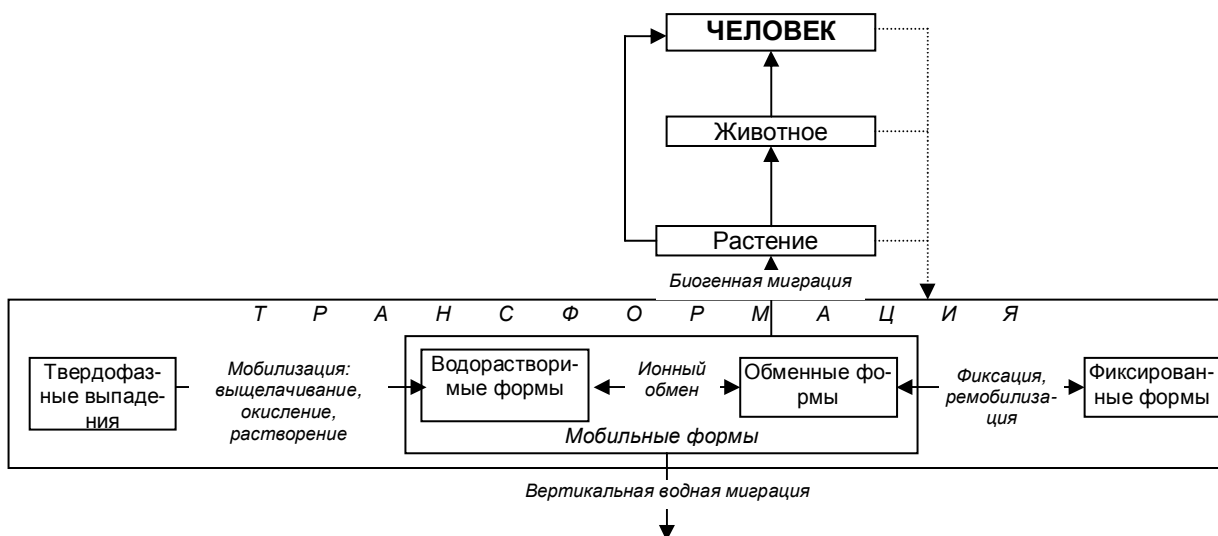 ЧЕЛОВЕК
Животное
Растение
Биогенная миграция
Т Р А Н С Ф О Р М А Ц И Я
Твердофаз-
ные выпаде-
ния
Мобилизация:
выщелачивание,
окисление,
растворение
Водораствори-
мые формы
Ионный
обмен
Обменные фо-
рмы
Фиксация,
ремобилиза-
ция
Фиксирован-
ные формы
Мобильные формы
Вертикальная водная миграция